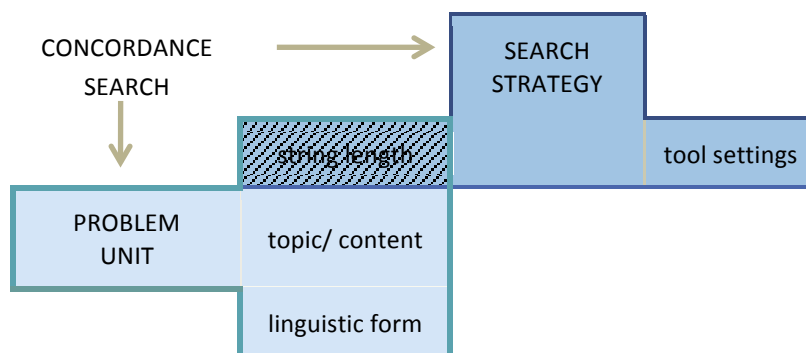 CONCORDANCE
SEARCH
SEARCH
STRATEGY
string length
tool settings
PROBLEM
UNIT
topic/ content
linguistic form